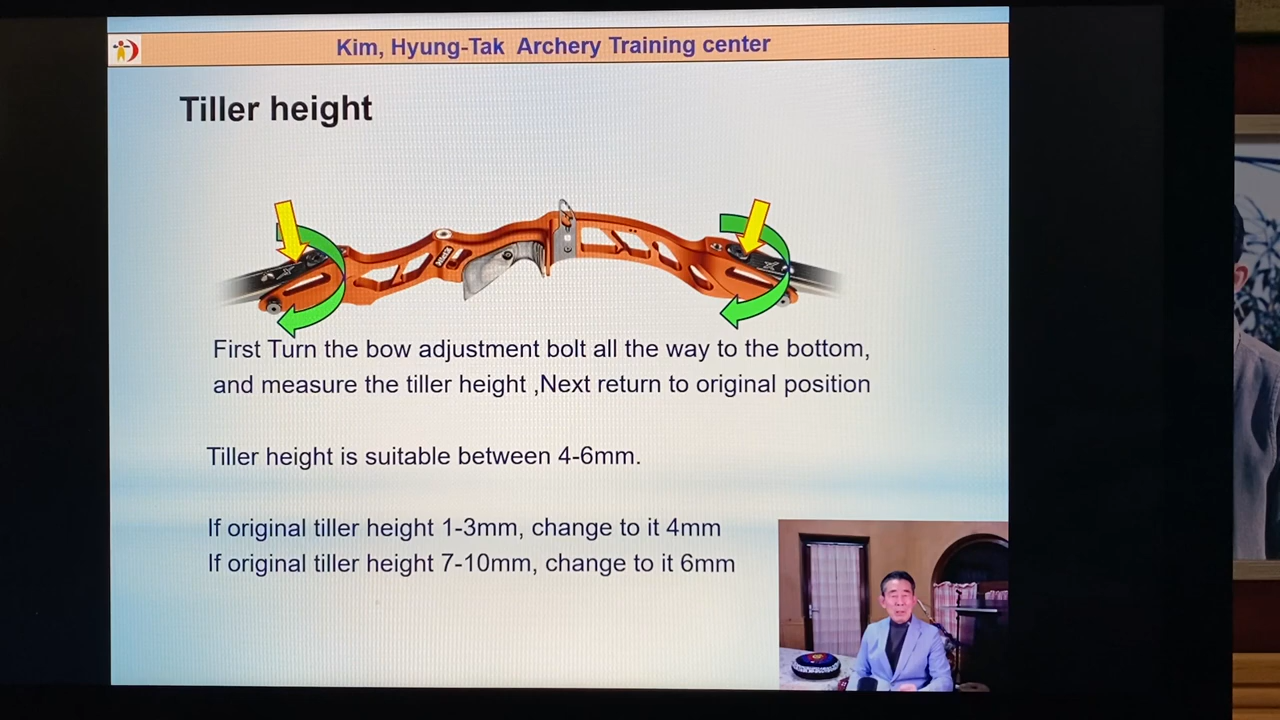 Kim, Hyung-Tak Archery Training center
Tiller height
First Turn the bow adjustment bolt all the way to the bottom,
and measure the tiller height ,Next return to original position
Tiller height is suitable between 4-6mm.
If original tiller height 1-3mm, change to it 4mm
If original tiller height 7-10mm, change to it 6mm